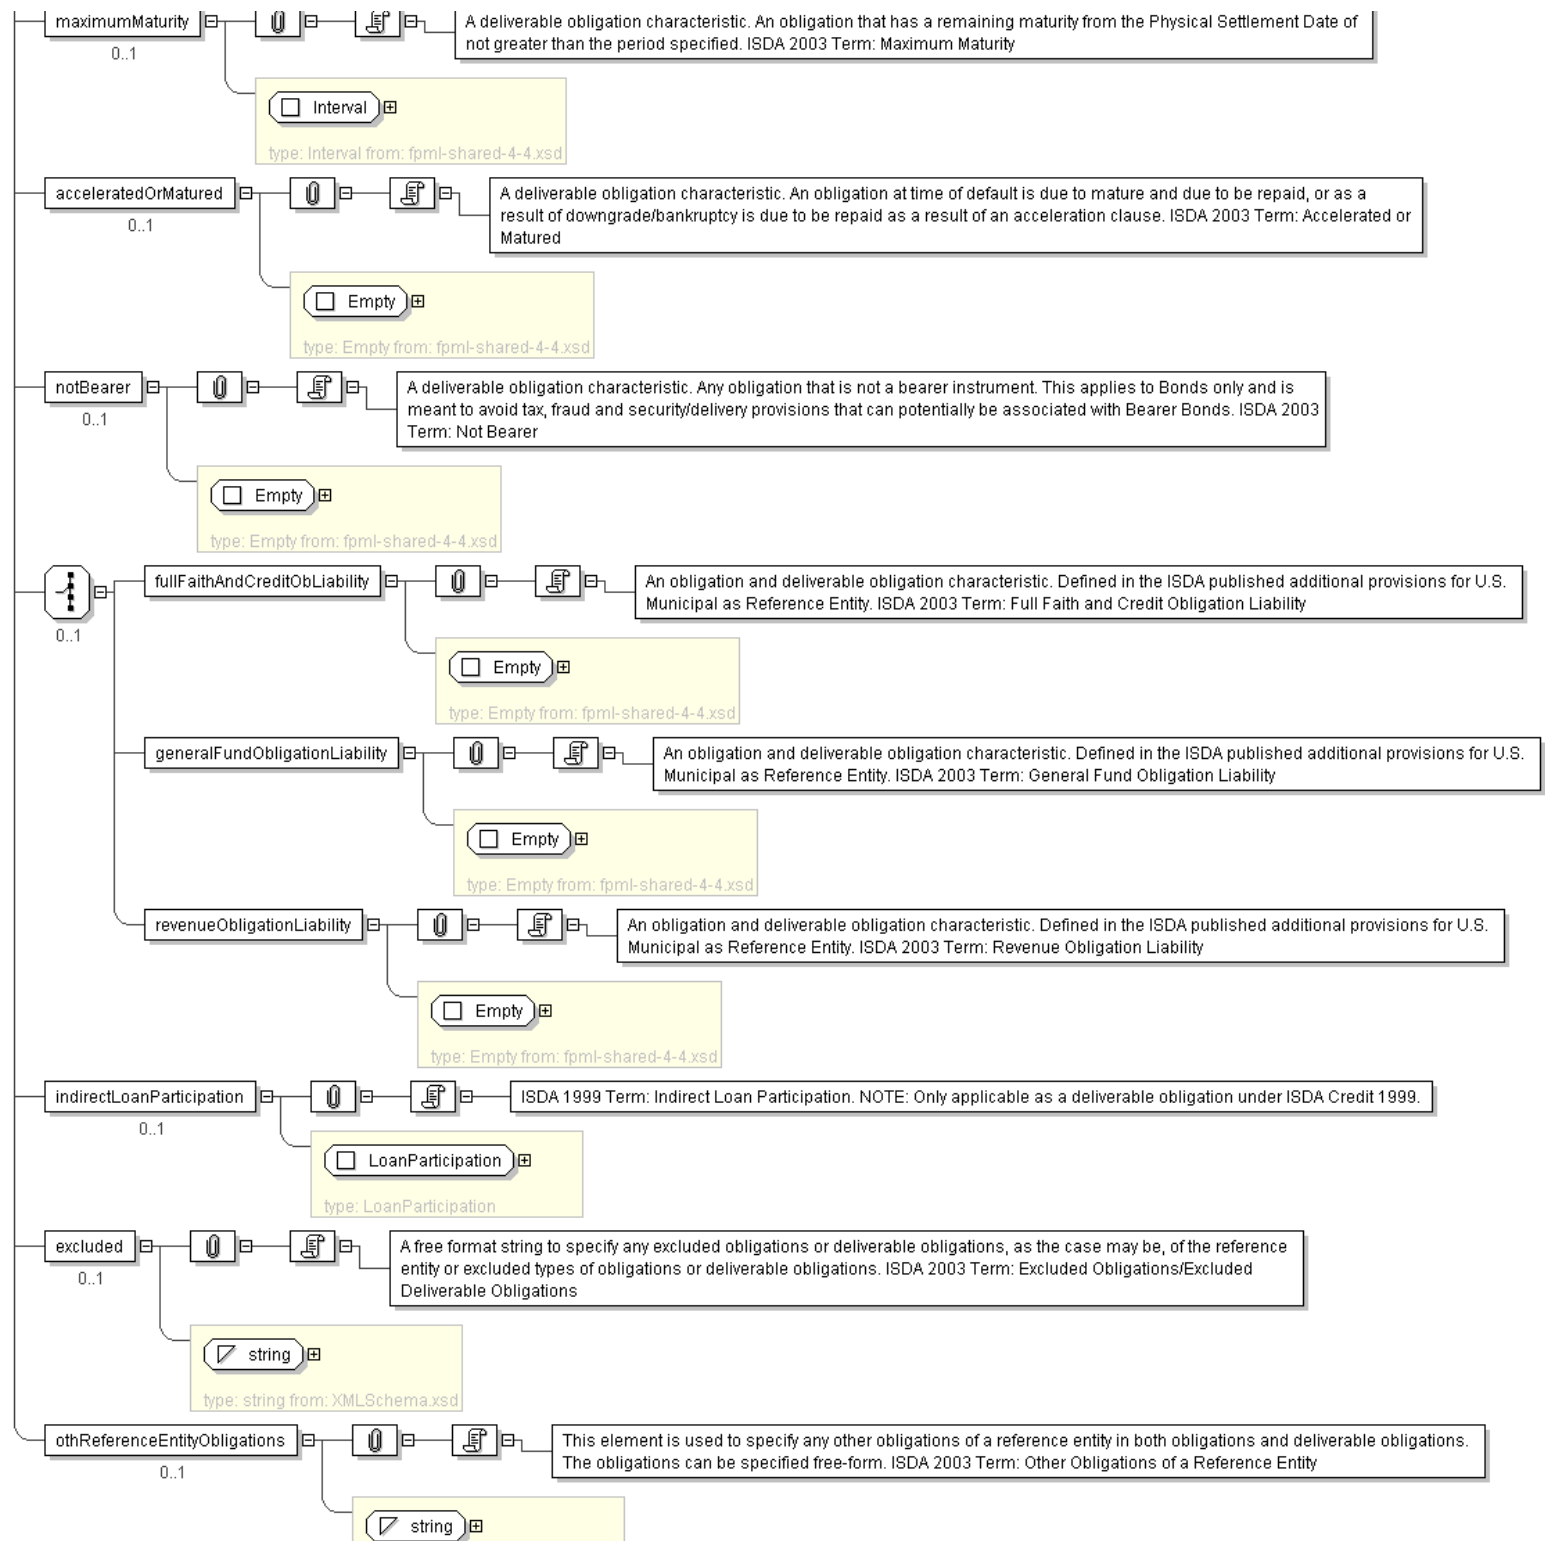 maximumMaturity
A deliverable obligation characteristic. An obligation that has a remaining maturity from the Physical Settlement Date of
not greater than the period specified. ISDA 2003 Term: Maximum Maturity
0..1
Interval
type: Interval from: fpml-shared-4-4.xsd
acceleratedOrMatured
A deliverable obligation characteristic. An obligation at time of default is due to mature and due to be repaid, or as a
result of downgrade/bankruptcy is due to be repaid as a result of an acceleration clause. ISDA 2003 Term: Accelerated or
Matured
0..1
Empty
type: Empty from: fpml-shared-4-4.xsd
notBearer
A deliverable obligation characteristic. Any obligation that is not a bearer instrument. This applies to Bonds only and is
meant to avoid tax, fraud and security/delivery provisions that can potentially be associated with Bearer Bonds. ISDA 2003
Term: Not Bearer
0..1
Empty
type: Empty from: fpml-shared-4-4.xsd
0..1
fullFaithAndCreditObLiability
An obligation and deliverable obligation characteristic. Defined in the ISDA published additional provisions for U.S.
Municipal as Reference Entity. ISDA 2003 Term: Full Faith and Credit Obligation Liability
Empty
type: Empty from: fpml-shared-4-4.xsd
generalFundObligationLiability
An obligation and deliverable obligation characteristic. Defined in the ISDA published additional provisions for U.S.
Municipal as Reference Entity. ISDA 2003 Term: General Fund Obligation Liability
Empty
type: Empty from: fpml-shared-4-4.xsd
revenueObligationLiability
An obligation and deliverable obligation characteristic. Defined in the ISDA published additional provisions for U.S.
Municipal as Reference Entity. ISDA 2003 Term: Revenue Obligation Liability
Empty
type: Empty from: fpml-shared-4-4.xsd
indirectLoanParticipation
ISDA 1999 Term: Indirect Loan Participation. NOTE: Only applicable as a deliverable obligation under ISDA Credit 1999.
0..1
LoanParticipation
type: LoanParticipation
excluded
A free format string to specify any excluded obligations or deliverable obligations, as the case may be, of the reference
entity or excluded types of obligations or deliverable obligations. ISDA 2003 Term: Excluded Obligations/Excluded
Deliverable Obligations
0..1
string
type: string from: XMLSchema.xsd
othReferenceEntityObligations
This element is used to specify any other obligations of a reference entity in both obligations and deliverable obligations.
The obligations can be specified free-form. ISDA 2003 Term: Other Obligations of a Reference Entity
0..1
string